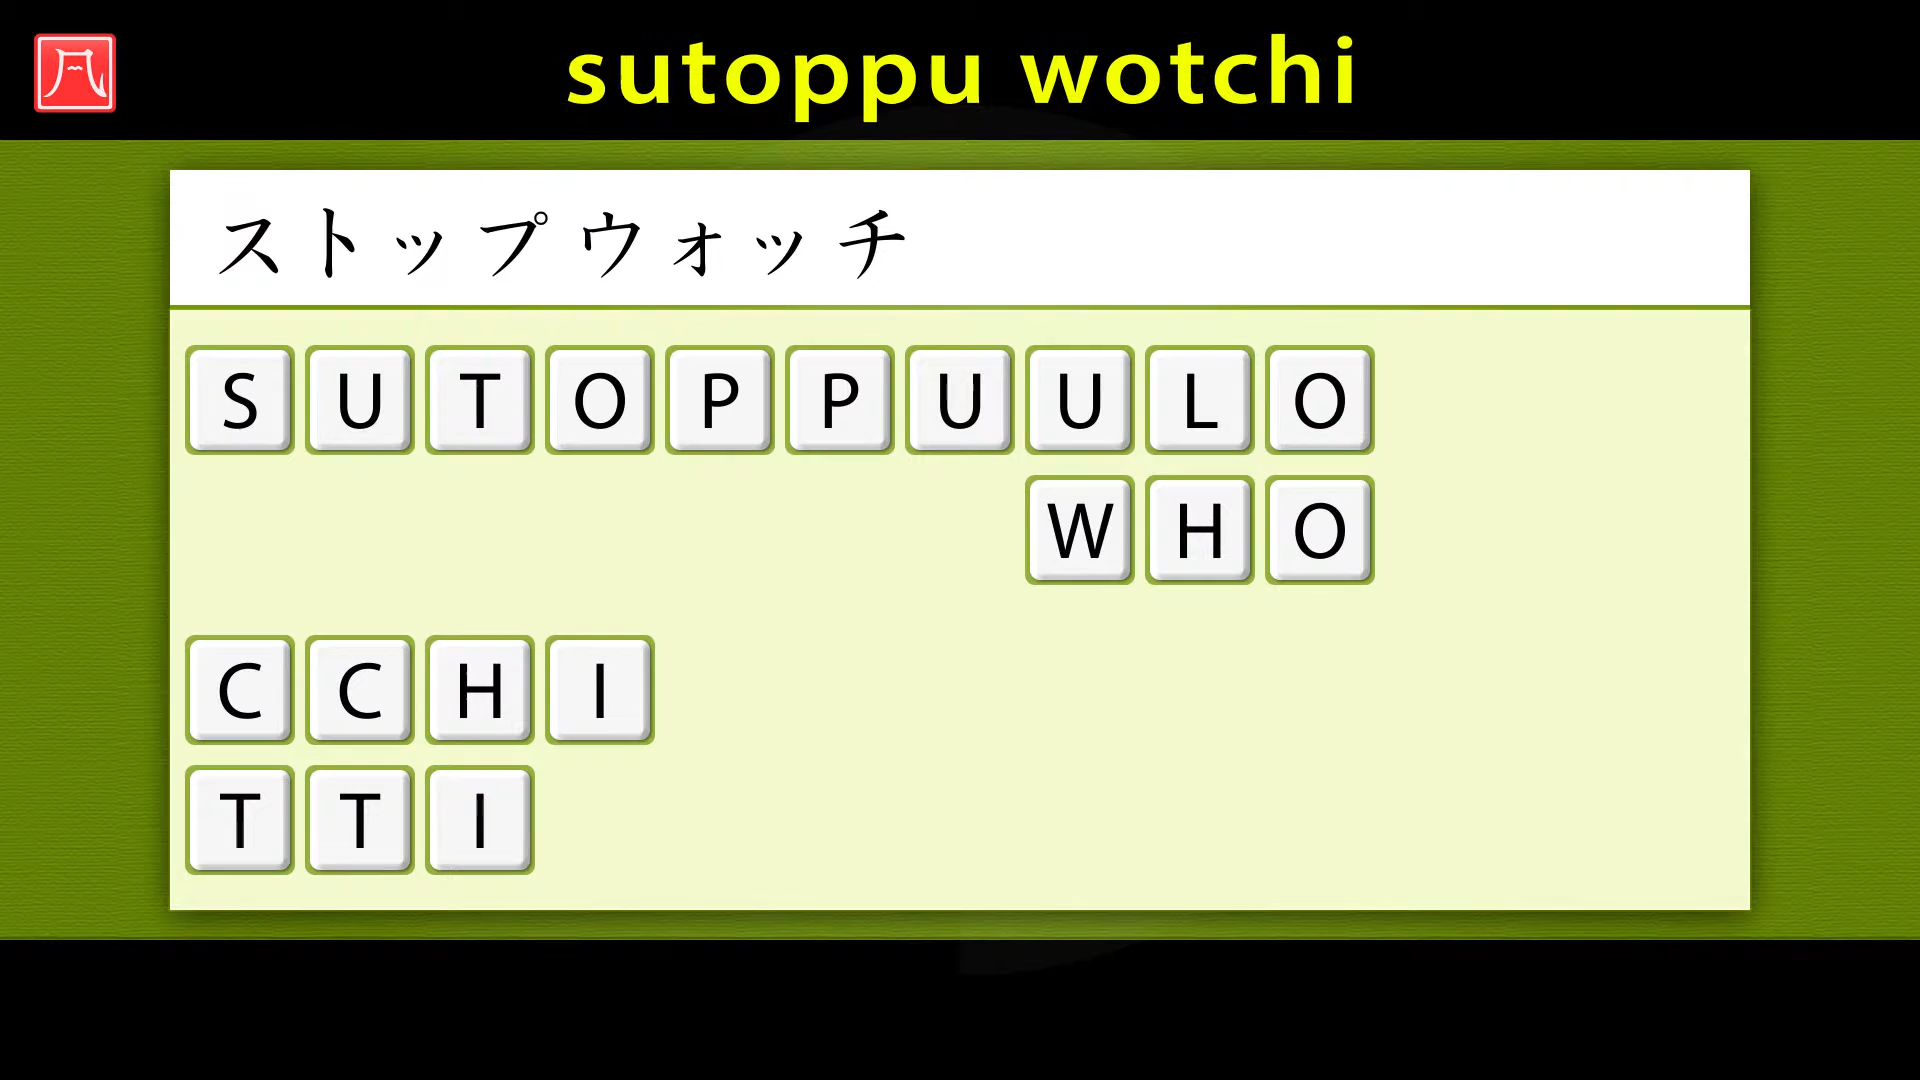 sutoppu wotchi
ストップウォッチ
SUTOPPUULO
WHO
CCHI
TTI